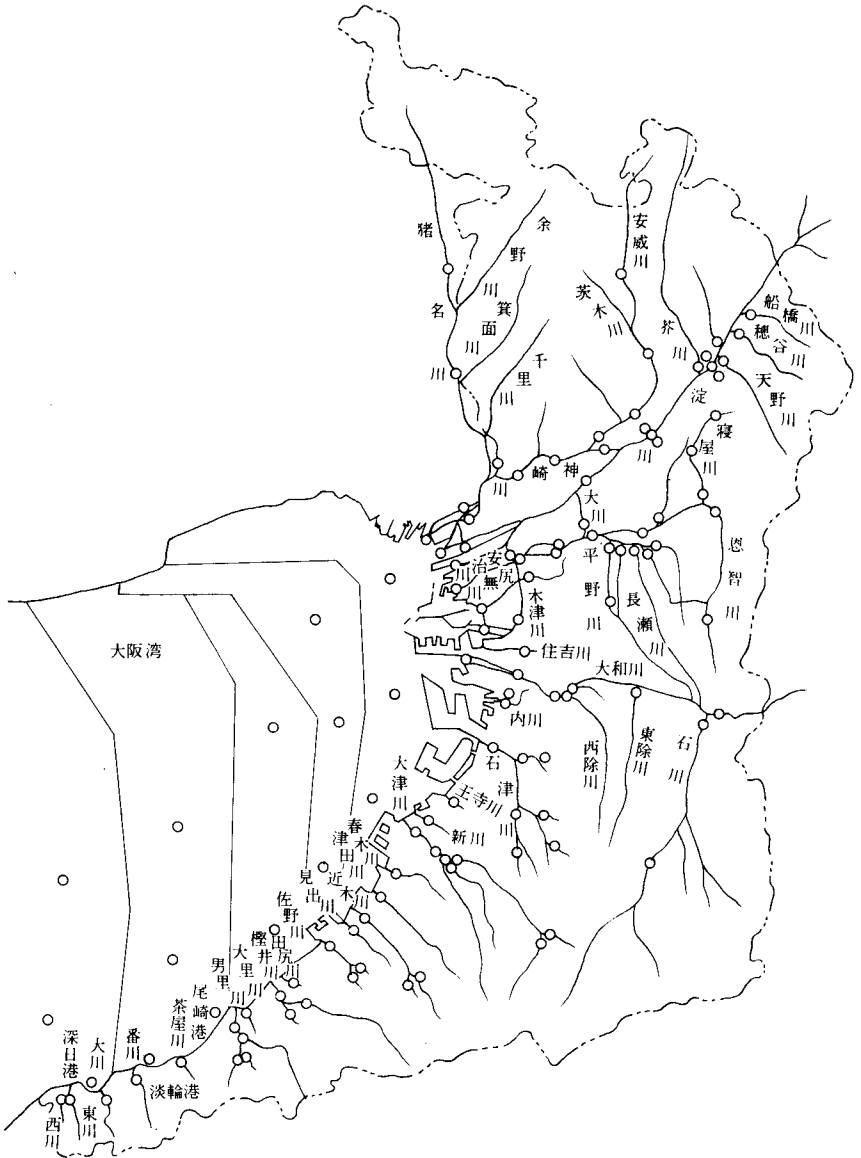 猪名川
余野川
箕面川
千里川
茨木川
安威川
芥川
船橋川
穂谷川
天野川
淀川
寝屋川
神崎川
大川
恩智川
平野川
長瀬川
安治川
尻無川
木津川
住吉川
大和川
大阪湾
内川
西除川
東除川
石川
石津川
王寺川
大津川
新川
春木川
津田川
近木川
見出川
佐野川
田尻川
樫井川
大里川
男里川
尾崎港
茶屋川
淡輪港
番川
大川
深日港
東川
西川